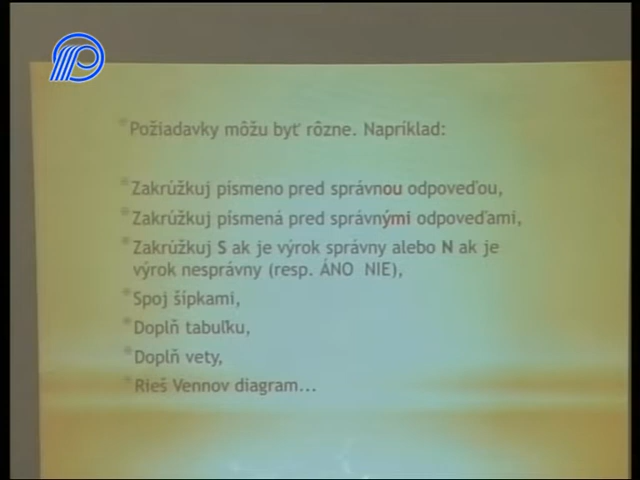 * Požiadavky môžu byť rôzne. Napríklad:
* Zakrúžkuj písmeno pred správnou odpoveďou,
* Zakrúžkuj písmená pred správnými odpoveďami,
* Zakrúžkuj S ak je výrok správny alebo N ak je
výrok nesprávny (resp. ÁNO NIE),
* Spoj šípkami,
* Doplň tabuľku,
* Doplň vety,
* Rieš Vennov diagram...